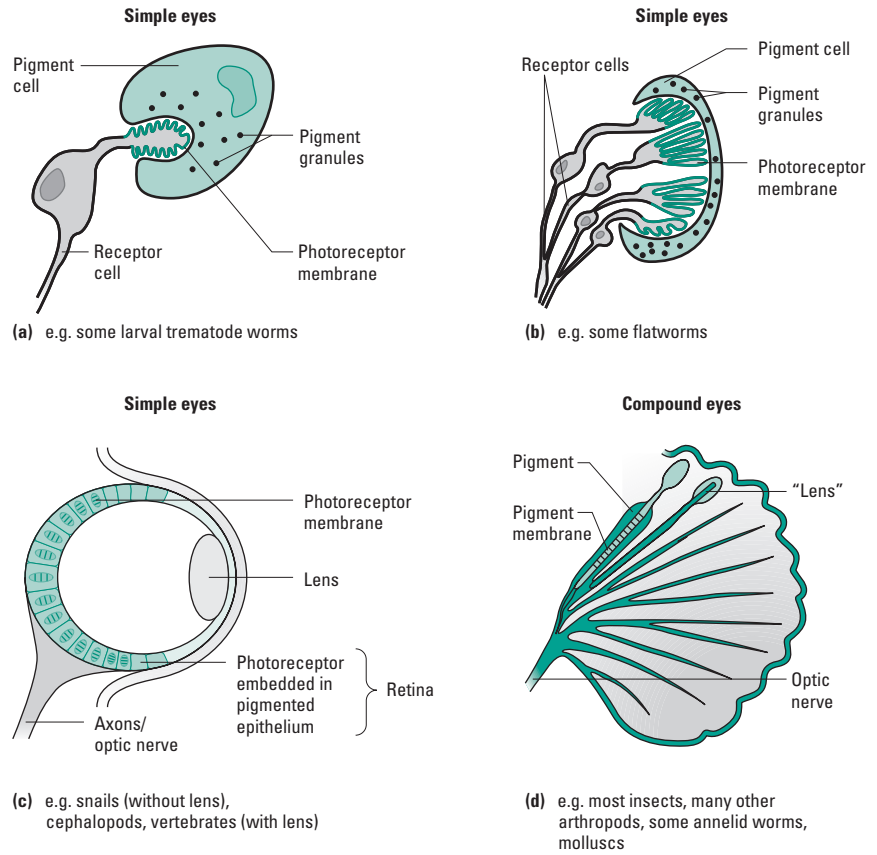 Simple eyes
Pigment
cell
Pigment
granules
Receptor
cell
Photoreceptor
membrane
(a) e.g. some larval trematode worms
Simple eyes
Receptor cells
Pigment cell
Pigment
granules
Photoreceptor
membrane
(b) e.g. some flatworms
Simple eyes
Photoreceptor
membrane
Lens
Photoreceptor
embedded in
pigmented
epithelium
Retina
Axons/
optic nerve
(c) e.g. snails (without lens),
cephalopods, vertebrates (with lens)
Compound eyes
Pigment
Pigment
membrane
“Lens”
Optic
nerve
(d) e.g. most insects, many other
arthropods, some annelid worms,
molluscs